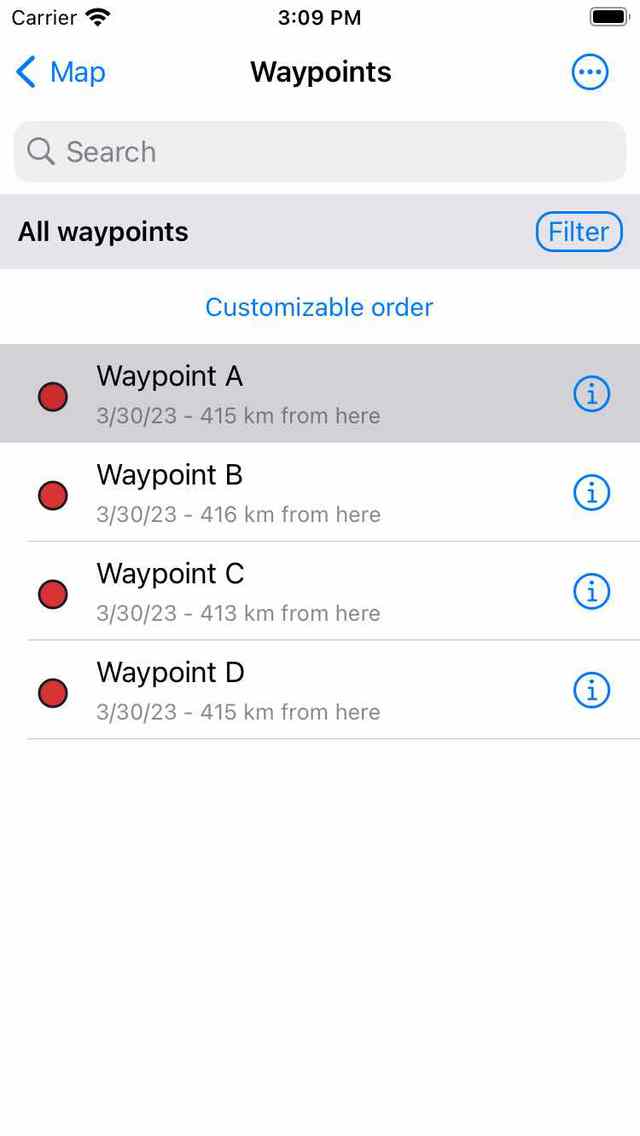 Carrier 3:09 PM
Map Waypoints
Search
All waypoints Filter
Customizable order
Waypoint A
3/30/23 - 415 km from here
Waypoint B
3/30/23 - 416 km from here
Waypoint C
3/30/23 - 413 km from here
Waypoint D
3/30/23 - 415 km from here